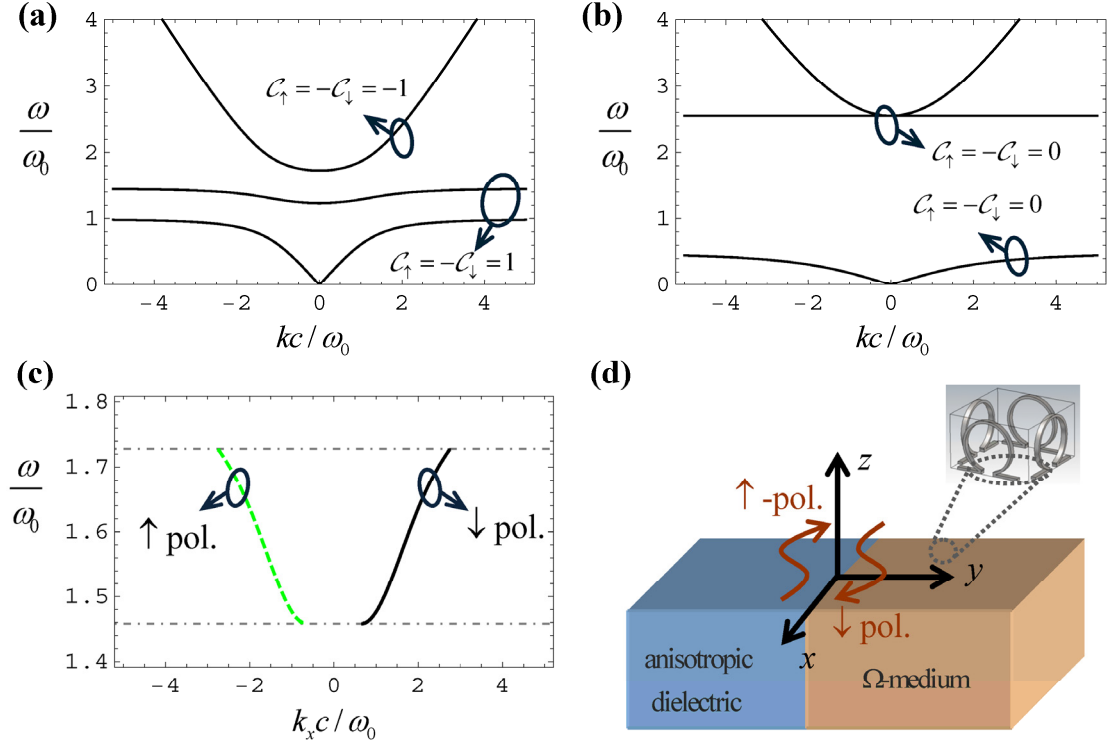 (a)
4
3
2
1
0
ω/ω₀
𝒞↑ = −𝒞↓ = −1
𝒞↑ = −𝒞↓ = 1
−4 −2 0 2 4
kc / ω₀
(b)
4
3
2
1
0
ω/ω₀
𝒞↑ = −𝒞↓ = 0
𝒞↑ = −𝒞↓ = 0
−4 −2 0 2 4
kc / ω₀
(c)
1.8
1.7
1.6
1.5
1.4
ω/ω₀
↑ pol.
↓ pol.
−4 −2 0 2 4
kₓc / ω₀
(d)
z
↑ -pol.
y
↓ pol.
x
anisotropic
dielectric
Ω-medium